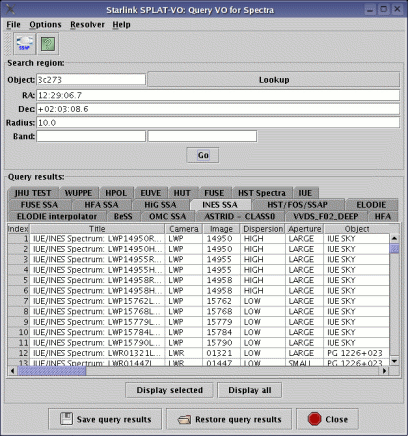 Starlink SPLAT-VO: Query VO for Spectra
File Options Resolver Help
SSAP
Search region:
Object: 3c273 Lookup
RA: 12:29:06.7
Dec: +02:03:08.6
Radius: 10.0
Band:
Go
Query results:
JHU TEST WUPPE HPOL EUVE HUT FUSE HST Spectra IUE
FUSE SSA HFA SSA HiG SSA INES SSA HST/FOS/SSAP ELODIE
ELODIE interpolator BeSS OMC SSA ASTRID - CLASS0 VVDS_F02_DEEP HFA
Index Title Camera Image Dispersion Aperture Object
1 IUE/INES Spectrum: LWP14950R... LWP 14950 HIGH LARGE IUE SKY
2 IUE/INES Spectrum: LWP14950H... LWP 14950 HIGH LARGE IUE SKY
3 IUE/INES Spectrum: LWP14955R... LWP 14955 HIGH LARGE IUE SKY
4 IUE/INES Spectrum: LWP14955H... LWP 14955 HIGH LARGE IUE SKY
5 IUE/INES Spectrum: LWP14958R... LWP 14958 HIGH LARGE IUE SKY
6 IUE/INES Spectrum: LWP14958H... LWP 14958 HIGH LARGE IUE SKY
7 IUE/INES Spectrum: LWP15762L... LWP 15762 LOW LARGE IUE SKY
8 IUE/INES Spectrum: LWP15768L... LWP 15768 LOW LARGE IUE SKY
9 IUE/INES Spectrum: LWP15779L... LWP 15779 LOW LARGE IUE SKY
10 IUE/INES Spectrum: LWP15784L... LWP 15784 LOW LARGE IUE SKY
11 IUE/INES Spectrum: LWP15790L... LWP 15790 LOW LARGE IUE SKY
12 IUE/INES Spectrum: LWR01321L... LWR 01321 LOW LARGE PG 1226+023
13 IUE/INES Spectrum: LWR01447L... LWR 01447 LOW SMALL PG 1226+023
Display selected Display all
Save query results Restore query results Close